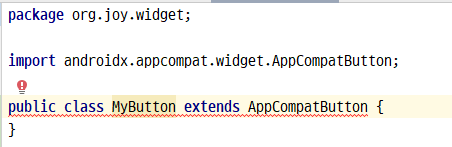 package org.joy.widget;
import androidx.appcompat.widget.AppCompatButton;
public class MyButton extends AppCompatButton {
}